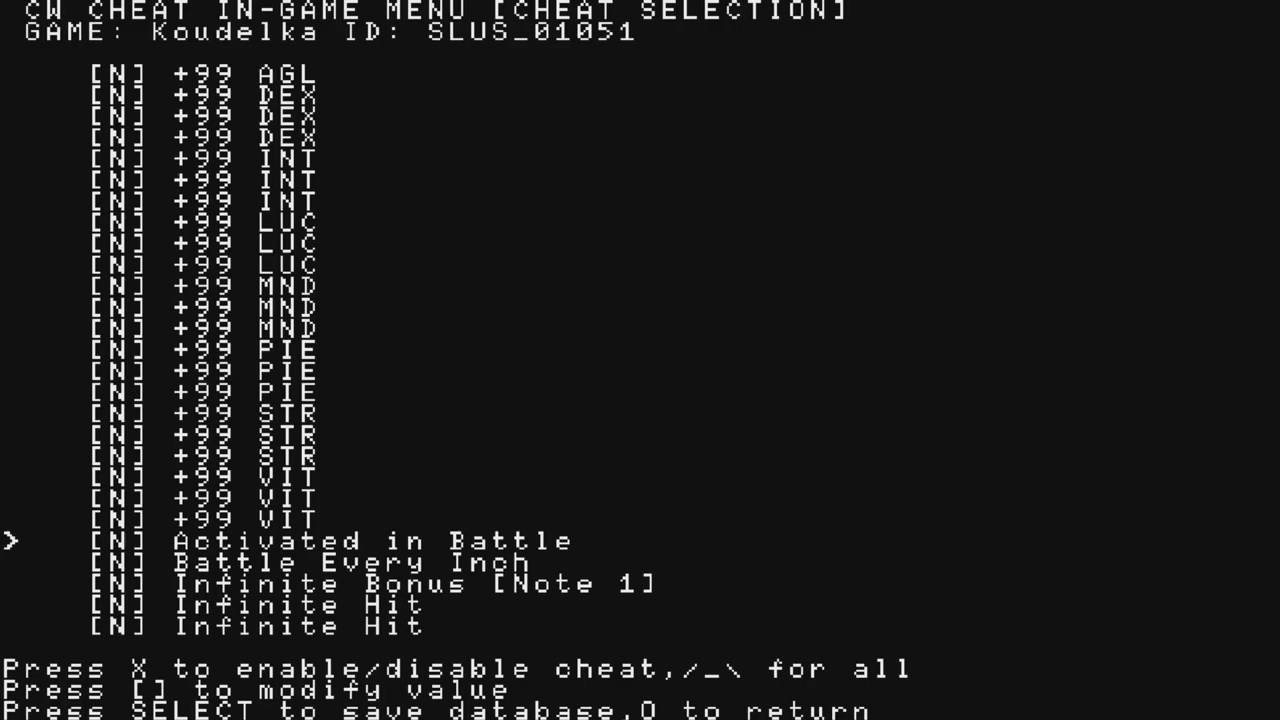 CW CHEAT IN-GAME MENU [CHEAT SELECTION]
GAME: Koudelka ID: SLUS_01051
[N] +99 AGL
[N] +99 DEX
[N] +99 DEX
[N] +99 DEX
[N] +99 INT
[N] +99 INT
[N] +99 INT
[N] +99 LUC
[N] +99 LUC
[N] +99 LUC
[N] +99 MND
[N] +99 MND
[N] +99 MND
[N] +99 PIE
[N] +99 PIE
[N] +99 PIE
[N] +99 STR
[N] +99 STR
[N] +99 STR
[N] +99 VIT
[N] +99 VIT
[N] +99 VIT
> [N] Activated in Battle
[N] Battle Every Inch
[N] Infinite Bonus [Note 1]
[N] Infinite Hit
[N] Infinite Hit
Press X to enable/disable cheat,/_\ for all
Press [] to modify value
Press SELECT to save database,O to return